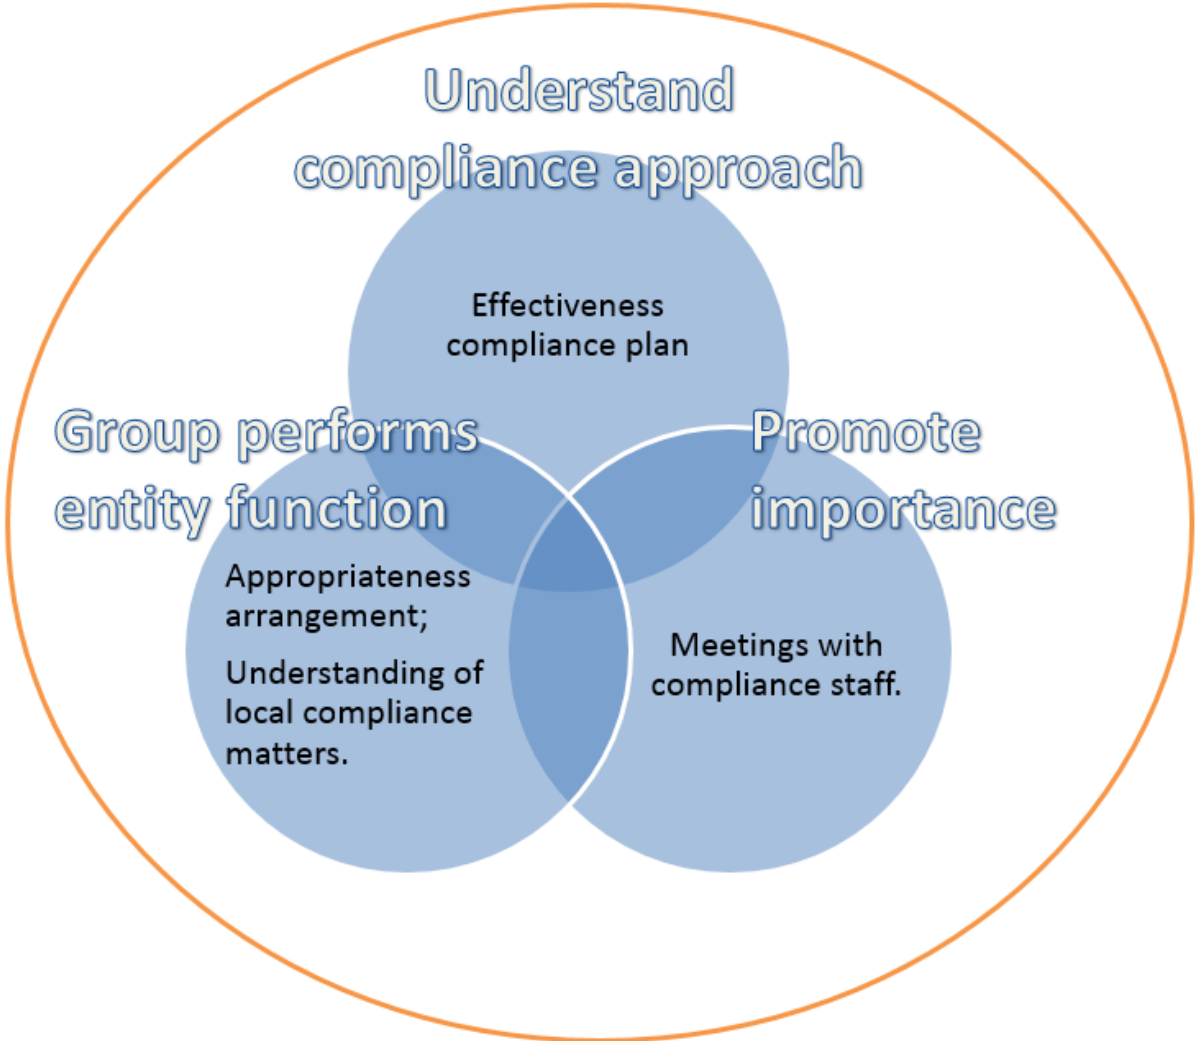 Understand
compliance approach
Effectiveness
compliance plan
Group performs
entity function
Appropriateness
arrangement;
Understanding of
local compliance
matters.
Promote
importance
Meetings with
compliance staff.